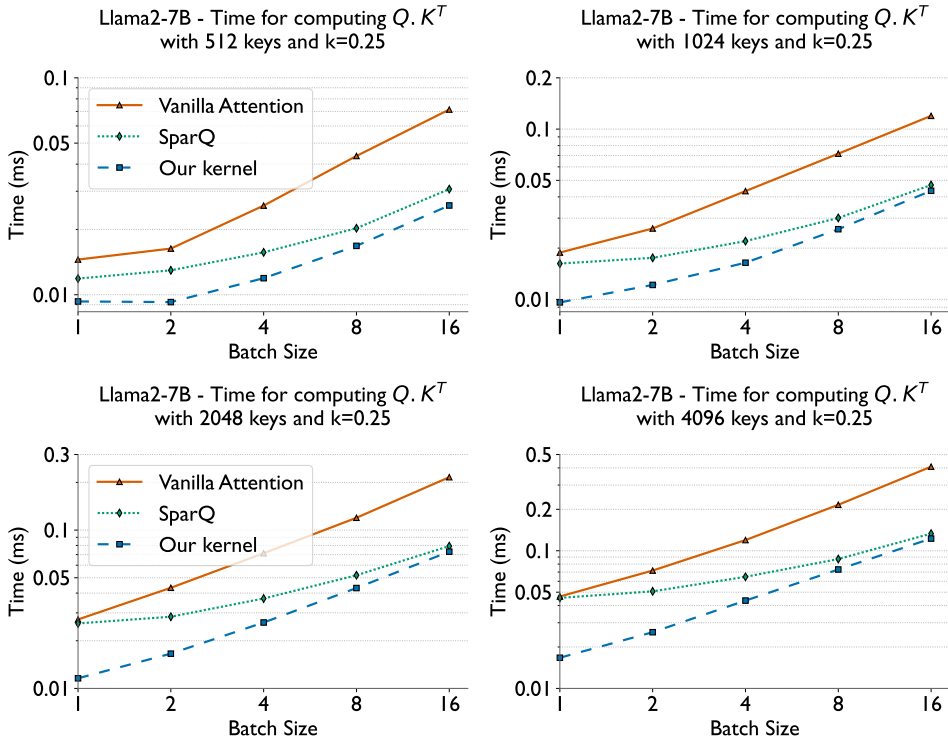 Llama2-7B - Time for computing Q. K^T
with 512 keys and k=0.25
0.1
0.05
0.01
Time (ms)
Vanilla Attention
SparQ
Our kernel
1 2 4 8 16
Batch Size
Llama2-7B - Time for computing Q. K^T
with 1024 keys and k=0.25
0.2
0.1
0.05
0.01
Time (ms)
1 2 4 8 16
Batch Size
Llama2-7B - Time for computing Q. K^T
with 2048 keys and k=0.25
0.3
0.1
0.05
0.01
Time (ms)
Vanilla Attention
SparQ
Our kernel
1 2 4 8 16
Batch Size
Llama2-7B - Time for computing Q. K^T
with 4096 keys and k=0.25
0.5
0.2
0.1
0.05
0.01
Time (ms)
1 2 4 8 16
Batch Size